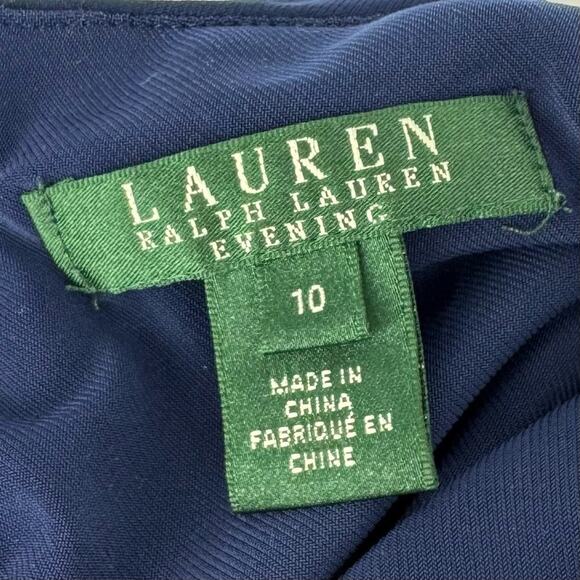 LAUREN
RALPH LAUREN
EVENING
10
MADE IN
CHINA
FABRIQUÉ EN
CHINE